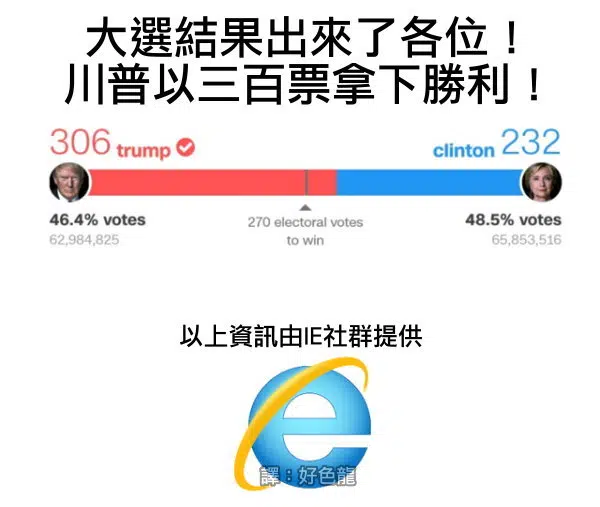 大選結果出來了各位！
川普以三百票拿下勝利！
306 trump clinton 232
46.4% votes 270 electoral votes 48.5% votes
62,984,825 to win 65,853,516
以上資訊由IE社群提供
譯：好色龍